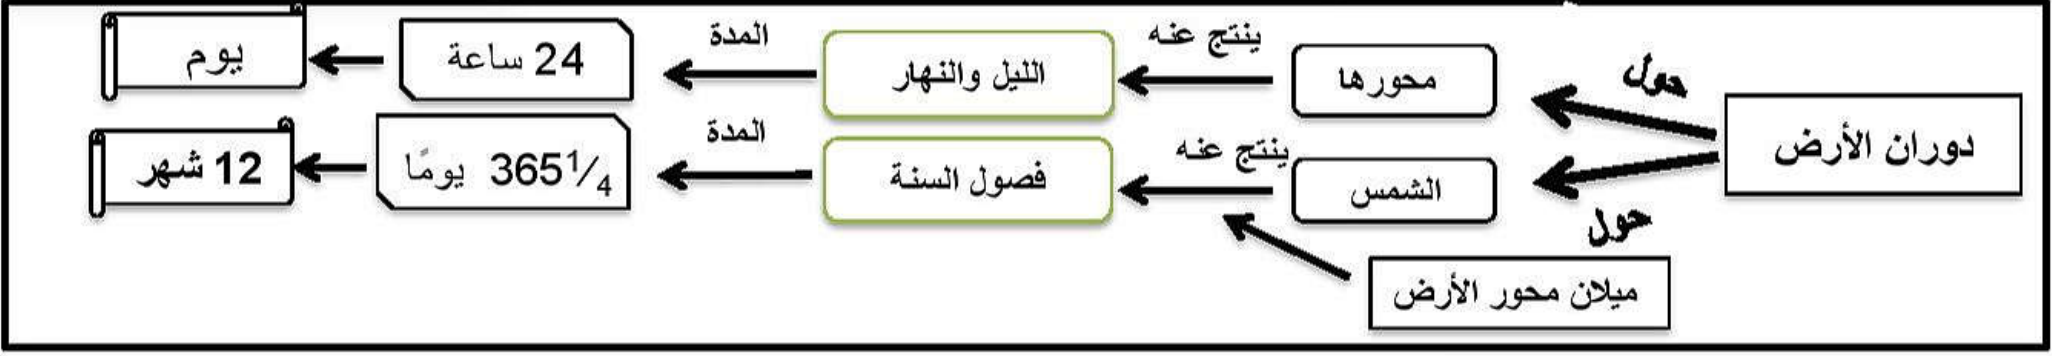 دوران الأرض
حول
محورها
ينتج عنه
الليل والنهار
المدة
24 ساعة
يوم
حول
الشمس
ينتج عنه
فصول السنة
المدة
365¼ يومًا
12 شهر
ميلان محور الأرض